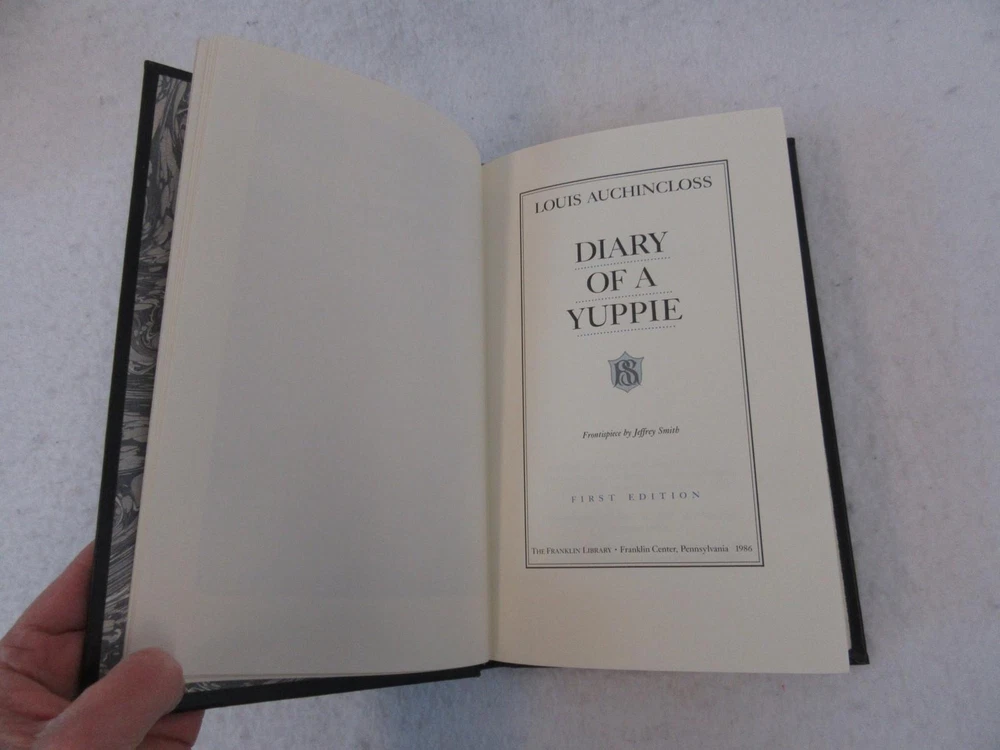 LOUIS AUCHINCLOSS
DIARY
OF A
YUPPIE
Frontispiece by Jeffrey Smith
FIRST EDITION
THE FRANKLIN LIBRARY • Franklin Center, Pennsylvania 1986